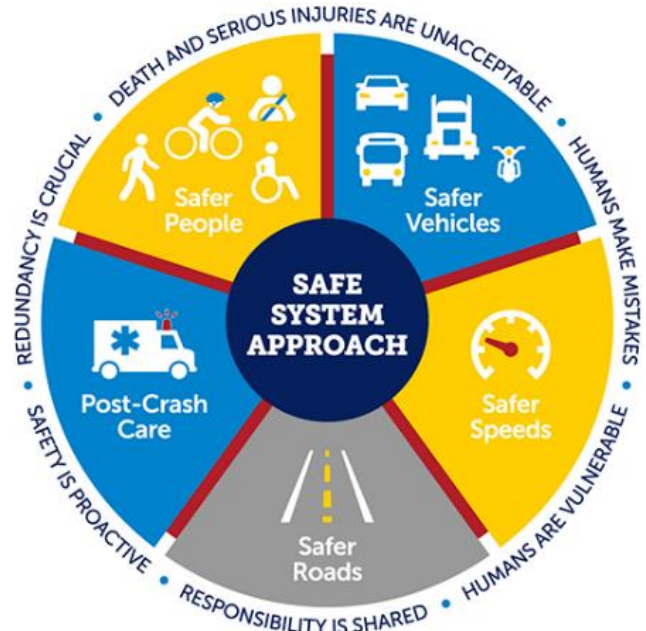 DEATH AND SERIOUS INJURIES ARE UNACCEPTABLE
HUMANS MAKE MISTAKES
HUMANS ARE VULNERABLE
RESPONSIBILITY IS SHARED
SAFETY IS PROACTIVE
REDUNDANCY IS CRUCIAL
Safer
People
Safer
Vehicles
SAFE
SYSTEM
APPROACH
Post-Crash
Care
Safer
Speeds
Safer
Roads